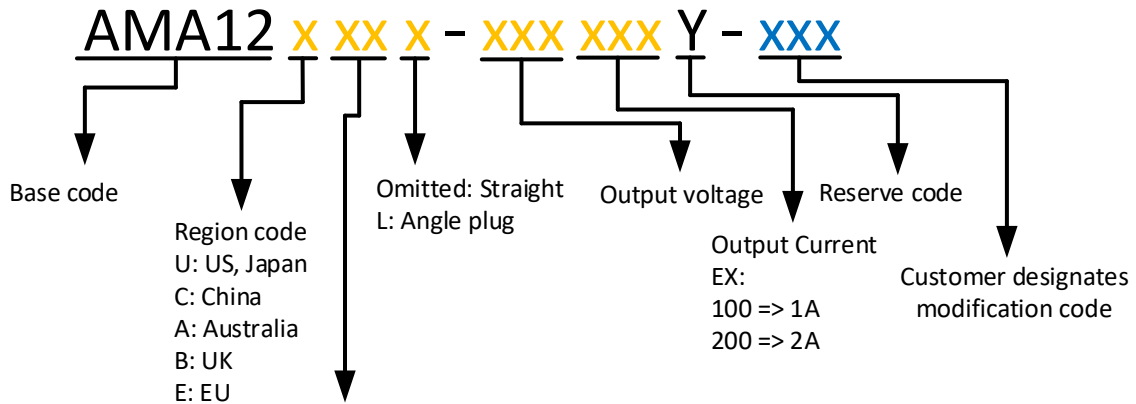 AMA12 x xx x - xxx xxx Y - xxx
Base code
Region code
U: US, Japan
C: China
A: Australia
B: UK
E: EU
Omitted: Straight
L: Angle plug
Output voltage
Output Current
EX:
100 => 1A
200 => 2A
Reserve code
Customer designates
modification code